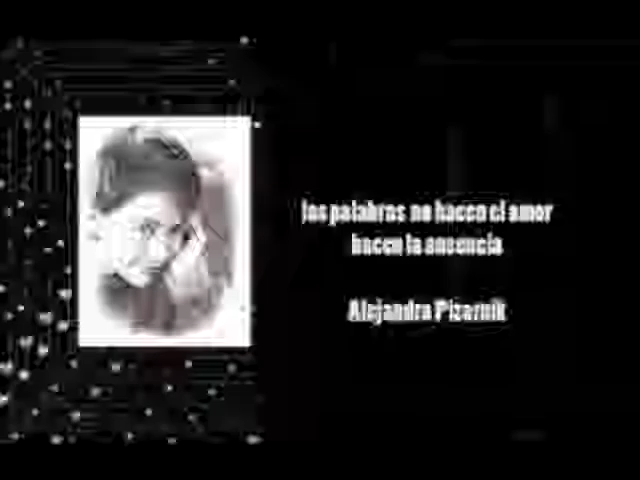 las palabras no hacen el amor
hacen la ausencia
Alejandra Pizarnik